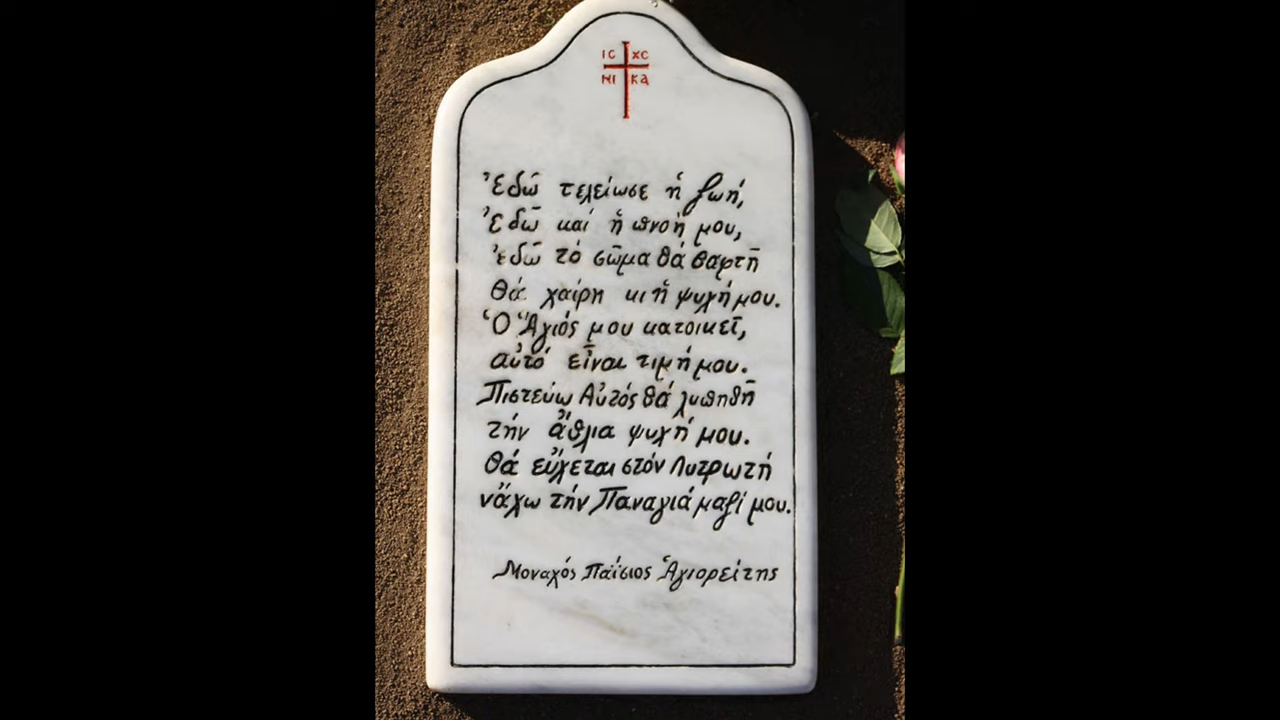 IC XC
NI KA
Ἐδῶ τελείωσε ἡ ζωή,
Ἐδῶ καί ἥ πνοή μου,
ἐδῶ τό σῶμα θά θαφτῆ
θά χαίρη κι ἥ ψυχή μου.
Ὁ Ἅγιός μου κατοικεῖ,
αὐτό εἶναι τιμή μου.
Πιστεύω Αὐτός θά λυπηθῆ
τήν ἄθλια ψυχή μου.
Θά εὔχεται στόν Λυτρωτή
νἄχω τήν Παναγιά μαζί μου.
Μοναχός Παΐσιος Ἁγιορείτης